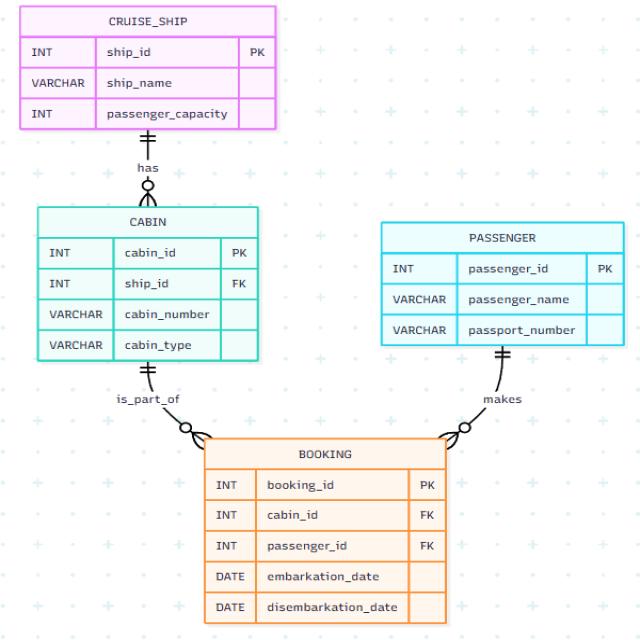 CRUISE_SHIP
INT ship_id PK
VARCHAR ship_name
INT passenger_capacity
has
CABIN
INT cabin_id PK
INT ship_id FK
VARCHAR cabin_number
VARCHAR cabin_type
PASSENGER
INT passenger_id PK
VARCHAR passenger_name
VARCHAR passport_number
is_part_of
makes
BOOKING
INT booking_id PK
INT cabin_id FK
INT passenger_id FK
DATE embarkation_date
DATE disembarkation_date